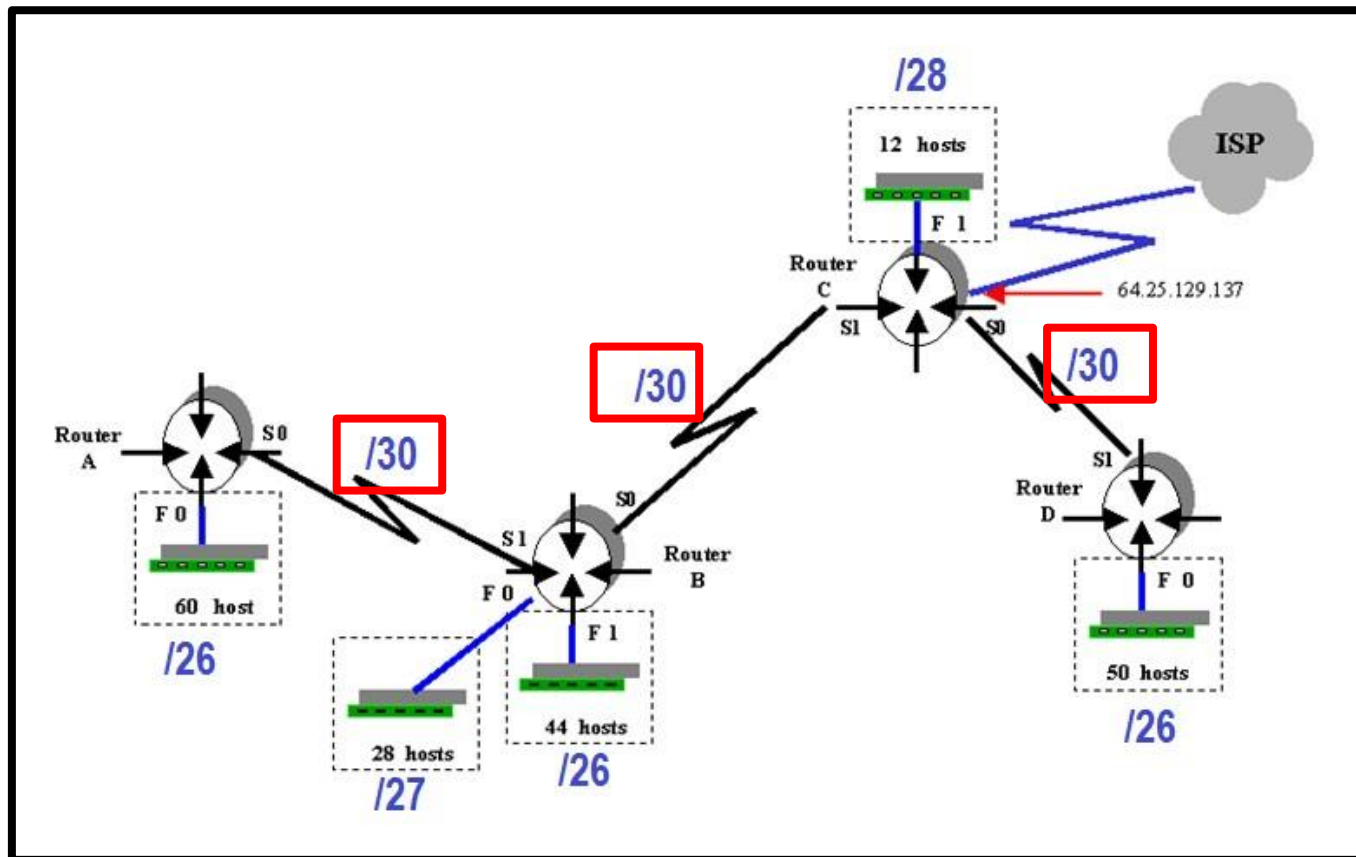 /28
12 hosts
ISP
F 1
Router
C
64.25.129.137
S1
S0
/30
/30
Router
A
S0
/30
S0
S1
Router
D
F 0
S1
Router
B
F 0
F 0
60 host
F 1
/26
50 hosts
44 hosts
28 hosts
/26
/26
/27